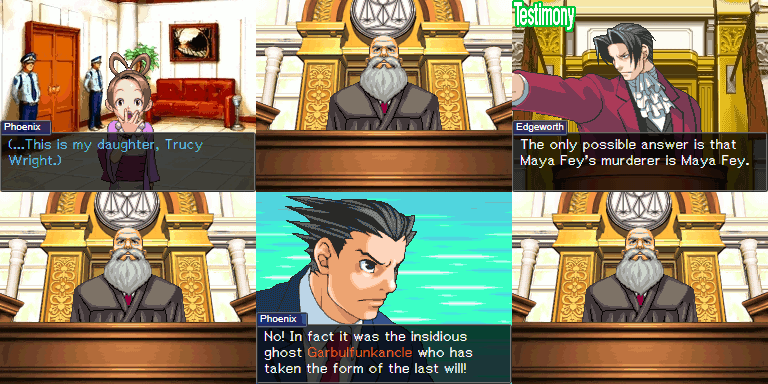 Phoenix
(...This is my daughter, Trucy
Wright.)
Testimony
Edgeworth
The only possible answer is that
Maya Fey's murderer is Maya Fey.
Phoenix
No! In fact it was the insidious
ghost Garbulfunkancle who has
taken the form of the last will!